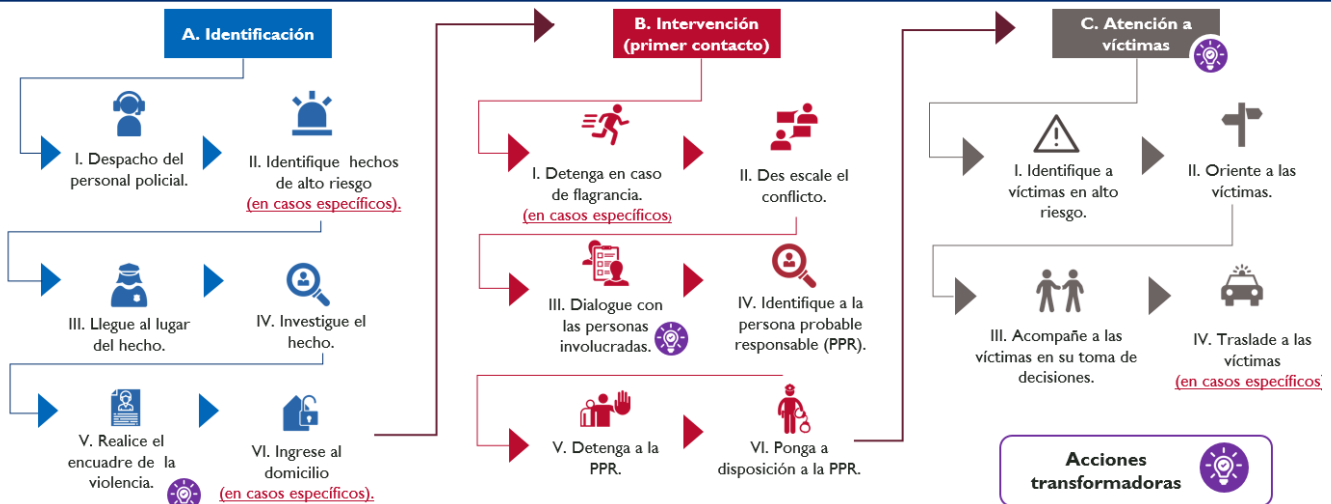 A. Identificación
I. Despacho del
personal policial.
II. Identifique hechos
de alto riesgo
(en casos específicos).
III. Llegue al lugar
del hecho.
IV. Investigue el
hecho.
V. Realice el
encuadre de la
violencia.
VI. Ingrese al
domicilio
(en casos específicos).
B. Intervención
(primer contacto)
I. Detenga en caso
de flagrancia.
(en casos específicos)
II. Des escale el
conflicto.
III. Dialogue con
las personas
involucradas.
IV. Identifique a la
persona probable
responsable (PPR).
V. Detenga a la
PPR.
VI. Ponga a
disposición a la PPR.
C. Atención a
víctimas
I. Identifique a
víctimas en alto
riesgo.
II. Oriente a las
víctimas.
III. Acompañe a las
víctimas en su toma de
decisiones.
IV. Traslade a las
víctimas
(en casos específicos)
Acciones
transformadoras